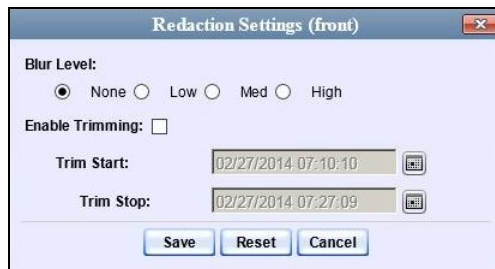 Redaction Settings (front)
Blur Level:
None Low Med High
Enable Trimming:
Trim Start: 02/27/2014 07:10:10
Trim Stop: 02/27/2014 07:27:09
Save Reset Cancel